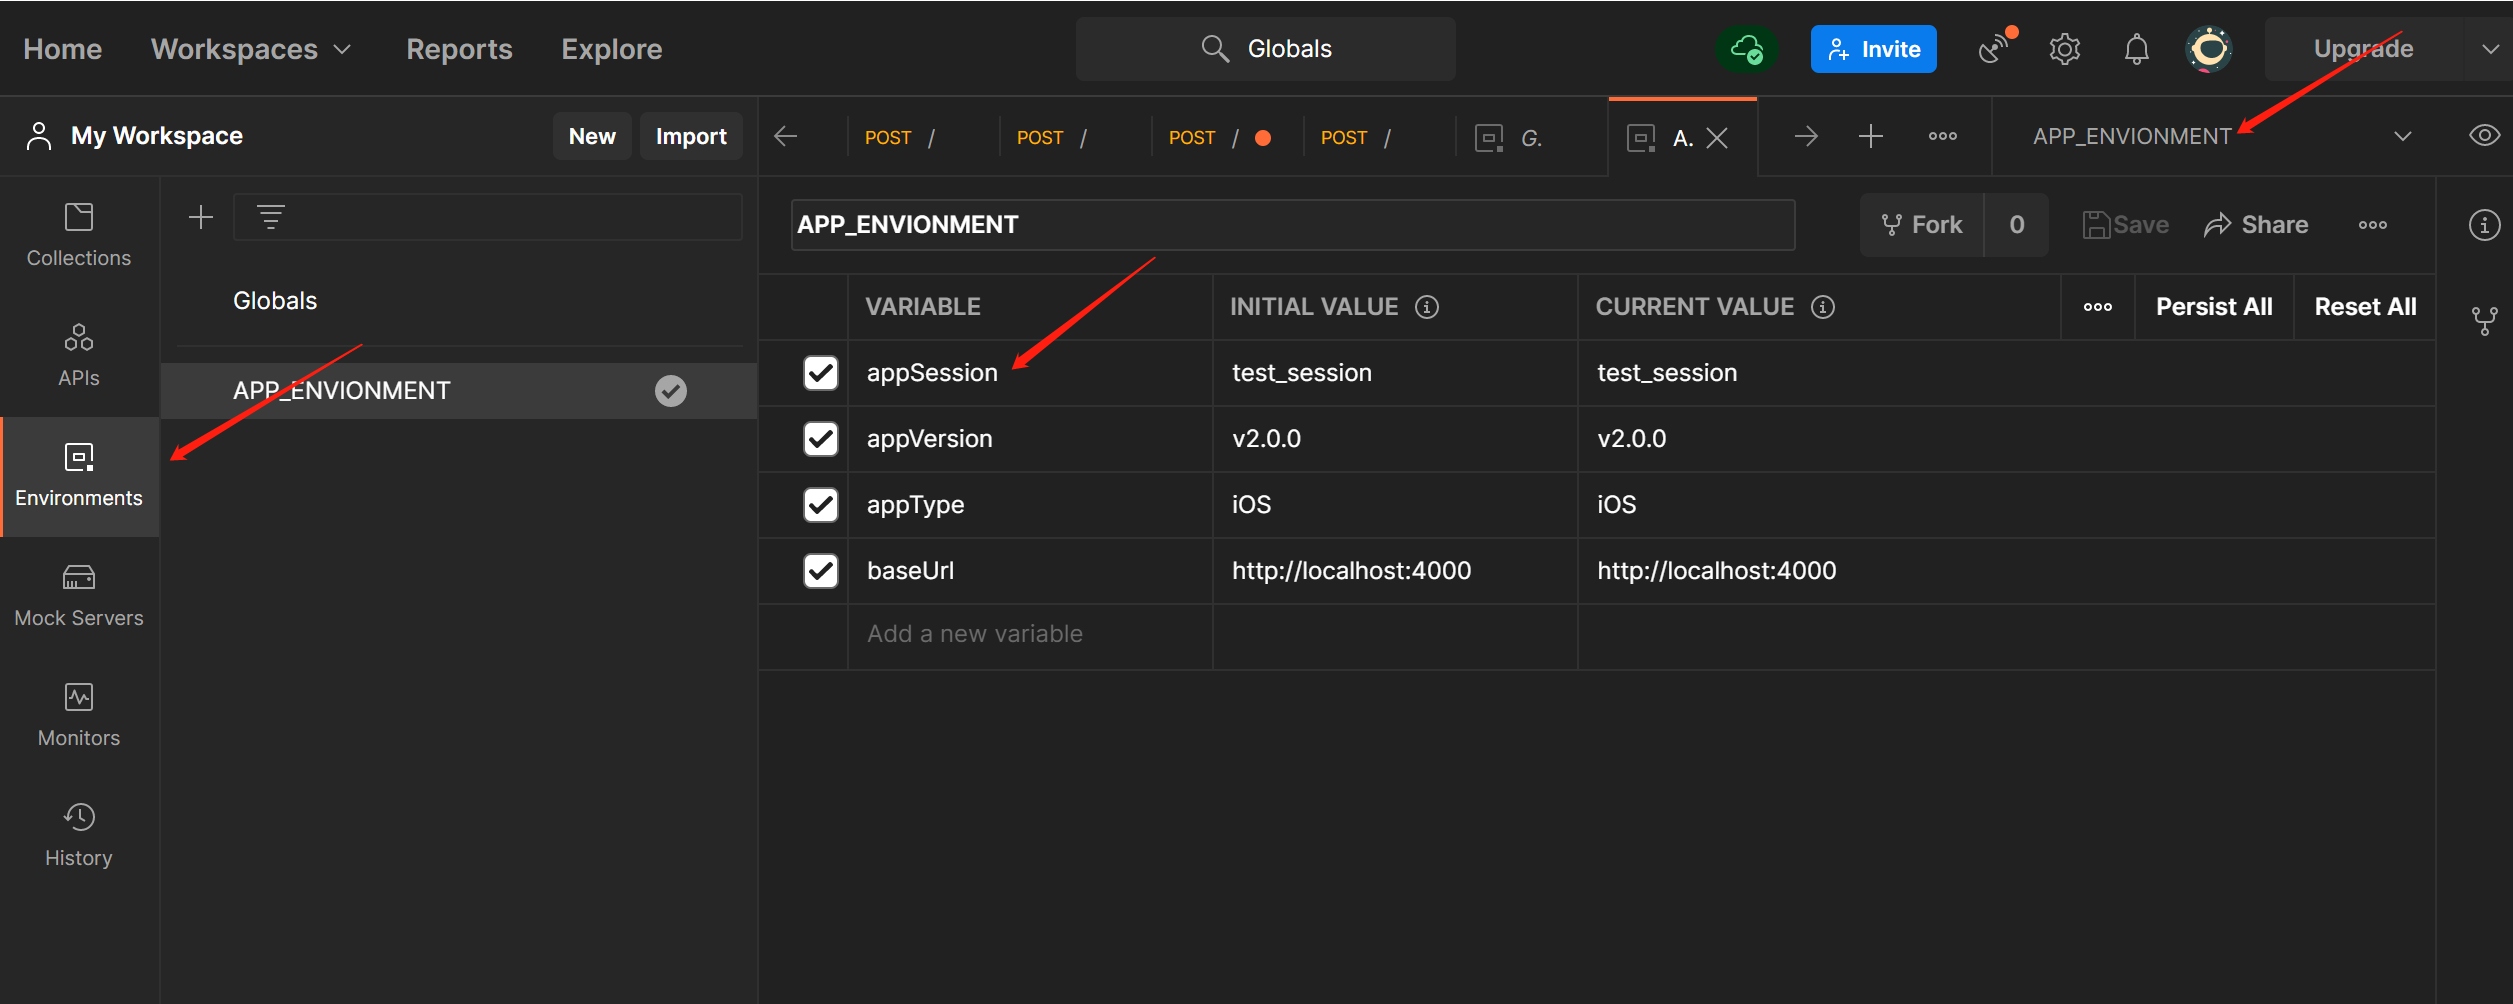 Home Workspaces Reports Explore Globals Invite Upgrade
My Workspace New Import POST / POST / POST / POST / G. A. APP_ENVIONMENT
APP_ENVIONMENT Fork 0 Save Share
Collections
Globals
VARIABLE INITIAL VALUE CURRENT VALUE Persist All Reset All
APIs
APP_ENVIONMENT
appSession test_session test_session
appVersion v2.0.0 v2.0.0
Environments
appType iOS iOS
baseUrl http://localhost:4000 http://localhost:4000
Mock Servers
Add a new variable
Monitors
History